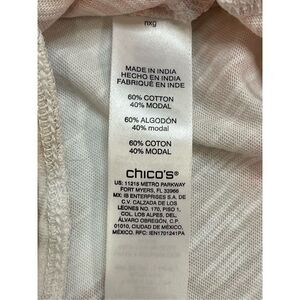 nxg
MADE IN INDIA
HECHO EN INDIA
FABRIQUÉ EN INDE
60% COTTON
40% MODAL
60% ALGODÓN
40% modal
60% COTON
40% MODAL
chico's®
US: 11215 METRO PARKWAY
FORT MYERS, FL 33966
MX: IB ENTERPRISES S.A. DE
C.V. CALZADA DE LOS
LEONES NO. 170, PISO 1,
COL. LOS ALPES, DEL.
ÁLVARO OBREGÓN, C.P.
01010, CIUDAD DE MÉXICO,
MÉXICO. RFC: IEN1701241PA